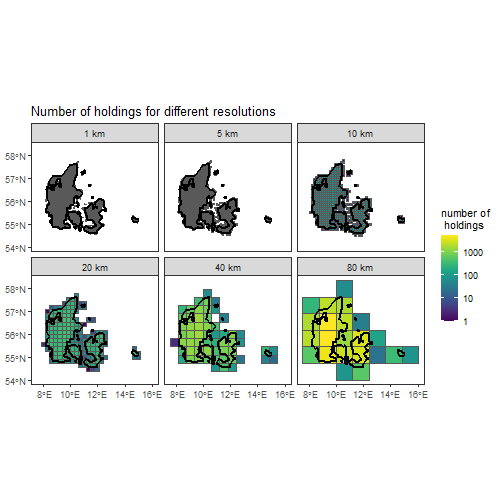 Number of holdings for different resolutions
1 km
5 km
10 km
58°N
57°N
56°N
55°N
54°N
20 km
40 km
80 km
58°N
57°N
56°N
55°N
54°N
8°E 10°E 12°E 14°E 16°E
8°E 10°E 12°E 14°E 16°E
8°E 10°E 12°E 14°E 16°E
number of
holdings
1000
100
10
1